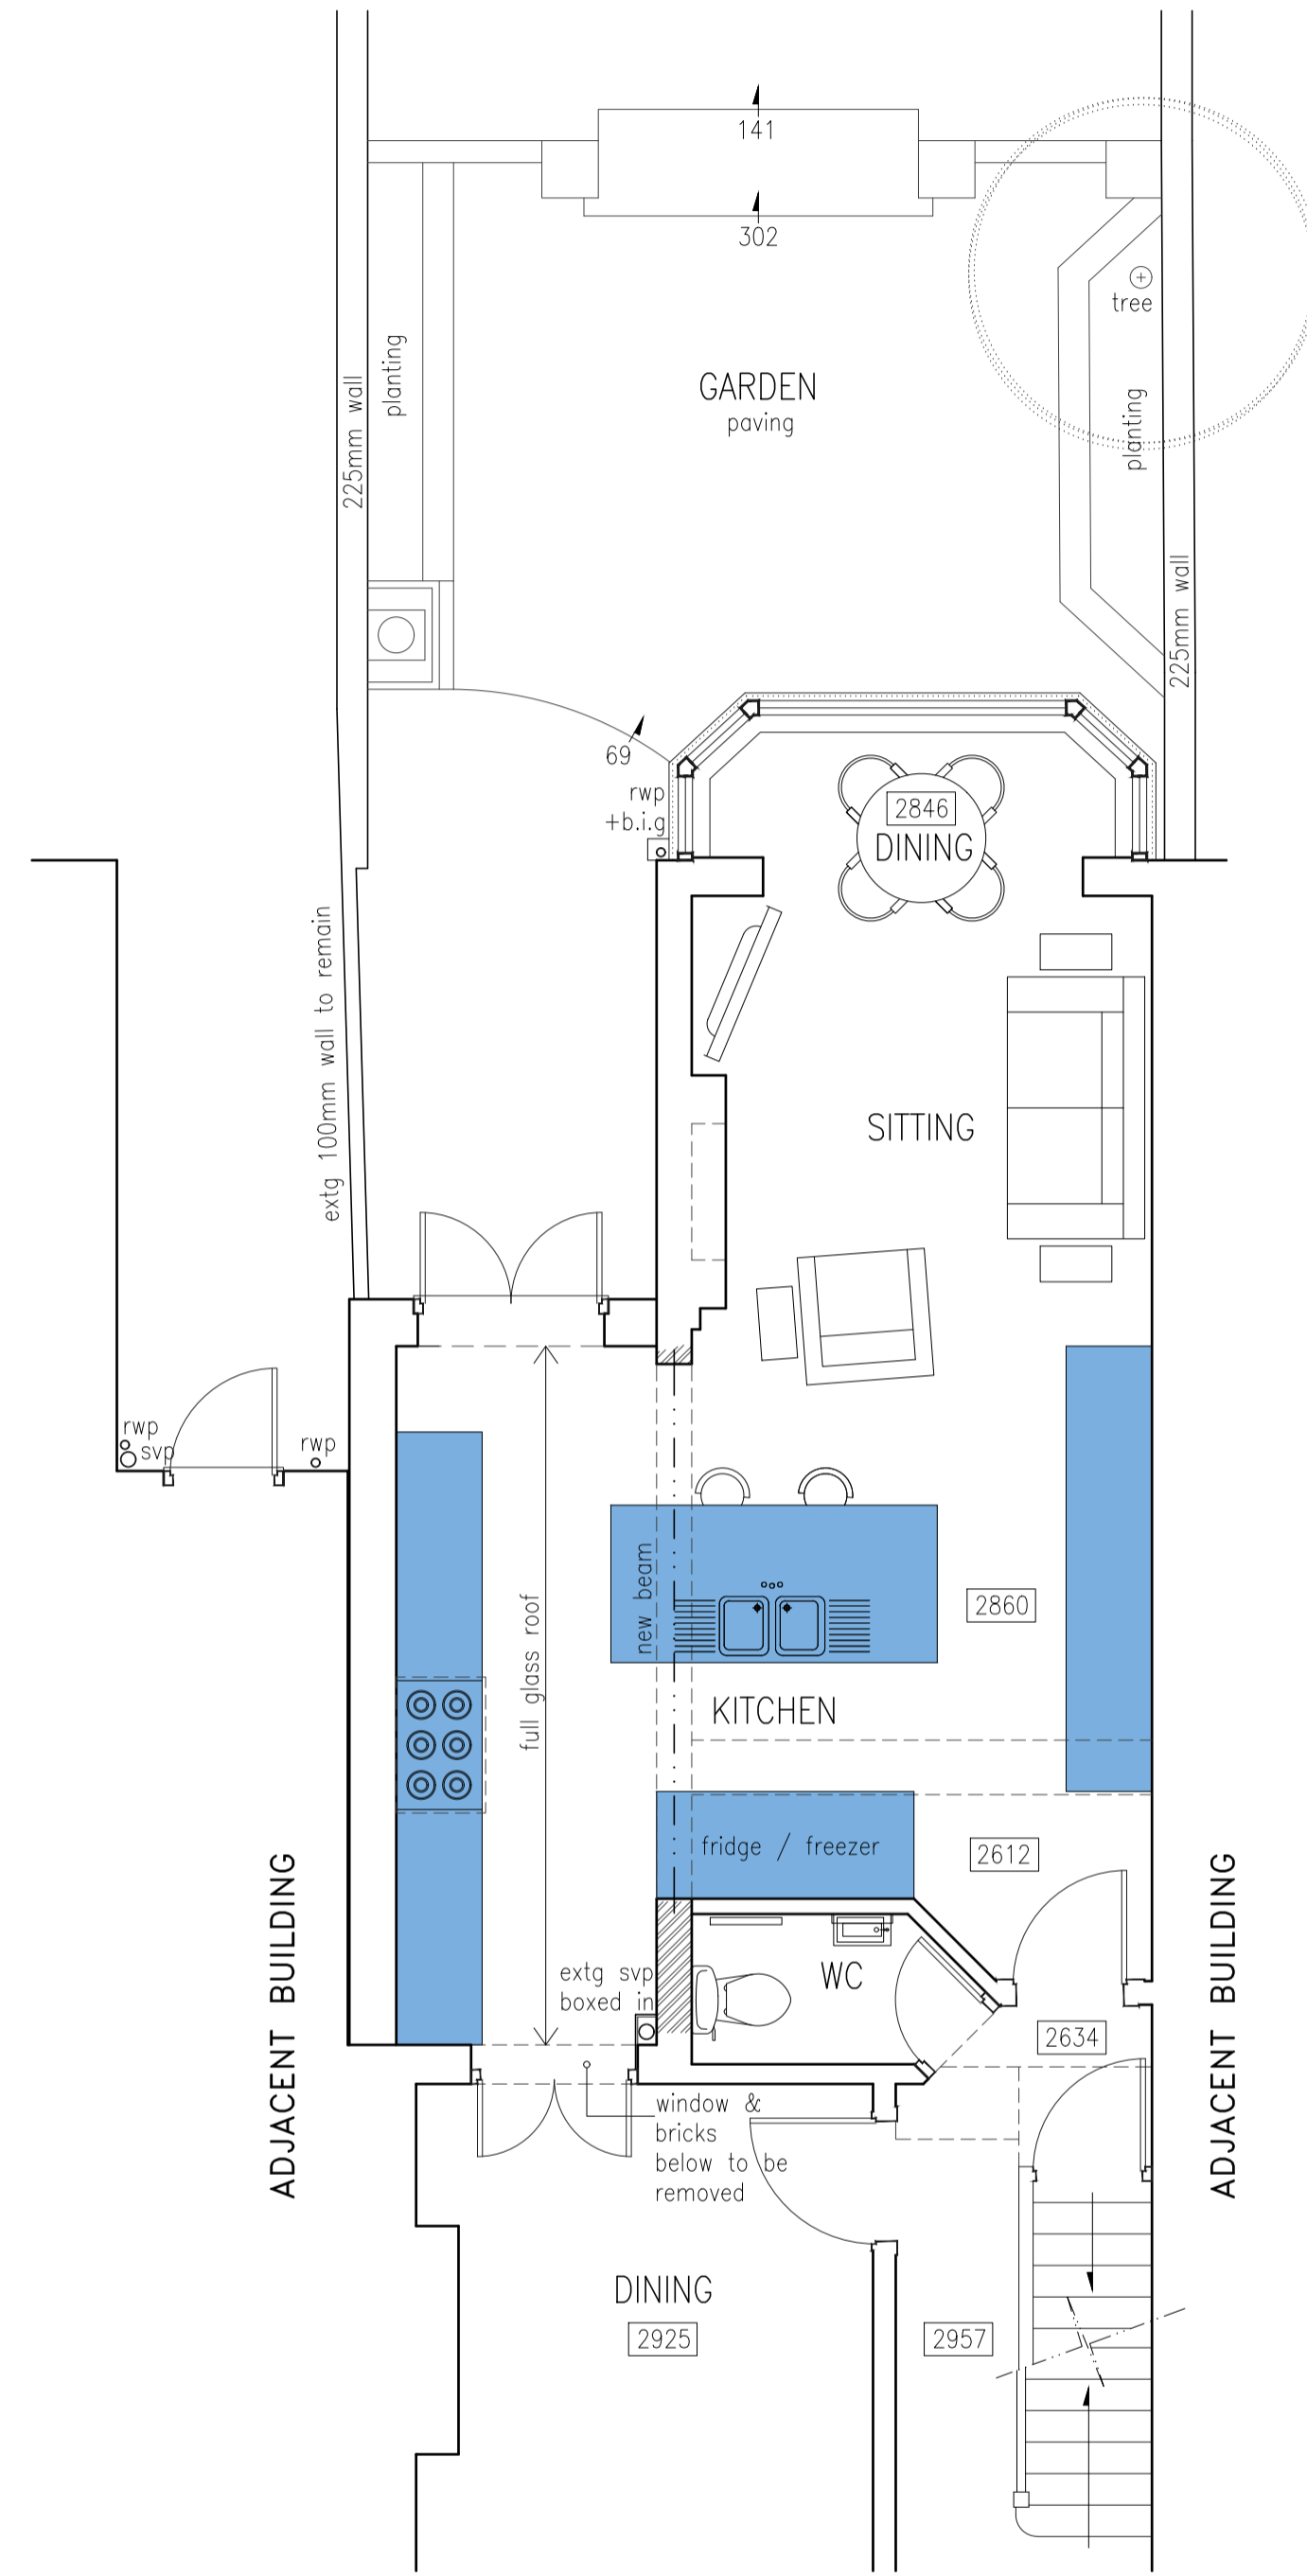 141
302
tree
planting
GARDEN
paving
planting
225mm wall
225mm wall
69
rwp
+b.i.g
2846
DINING
extg 100mm wall to remain
SITTING
rwp
svp
rwp
new beam
2860
full glass roof
KITCHEN
fridge / freezer
2612
ADJACENT BUILDING
ADJACENT BUILDING
extg svp
boxed in
WC
2634
window &
bricks
below to be
removed
DINING
2925
2957